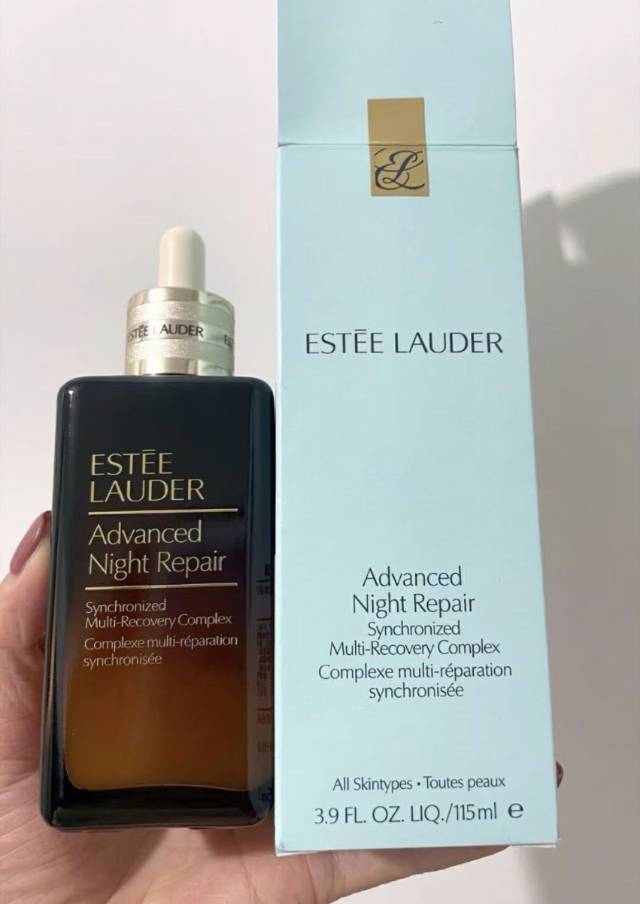 ESTĒE LAUDER
ESTĒE
LAUDER
Advanced
Night Repair
Synchronized
Multi-Recovery Complex
Complexe multi-réparation
synchronisée
EL
ESTĒE LAUDER
Advanced
Night Repair
Synchronized
Multi-Recovery Complex
Complexe multi-réparation
synchronisée
All Skintypes • Toutes peaux
3.9 FL. OZ. LIQ./115ml ℮